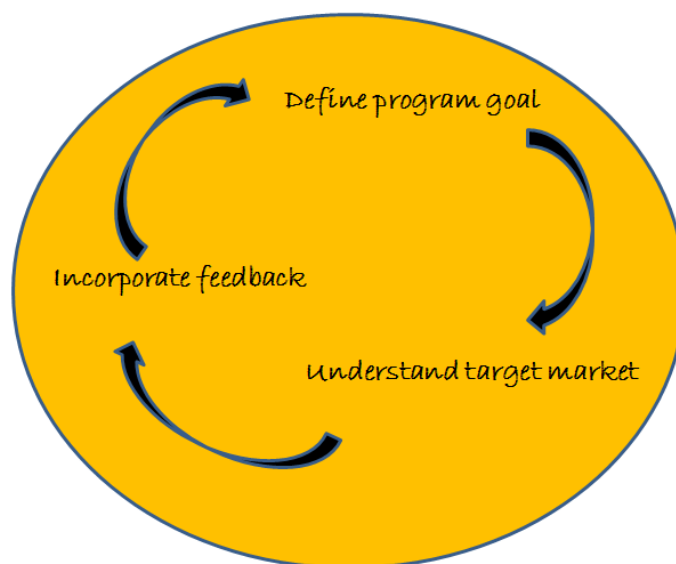 Define program goal
Incorporate feedback
Understand target market